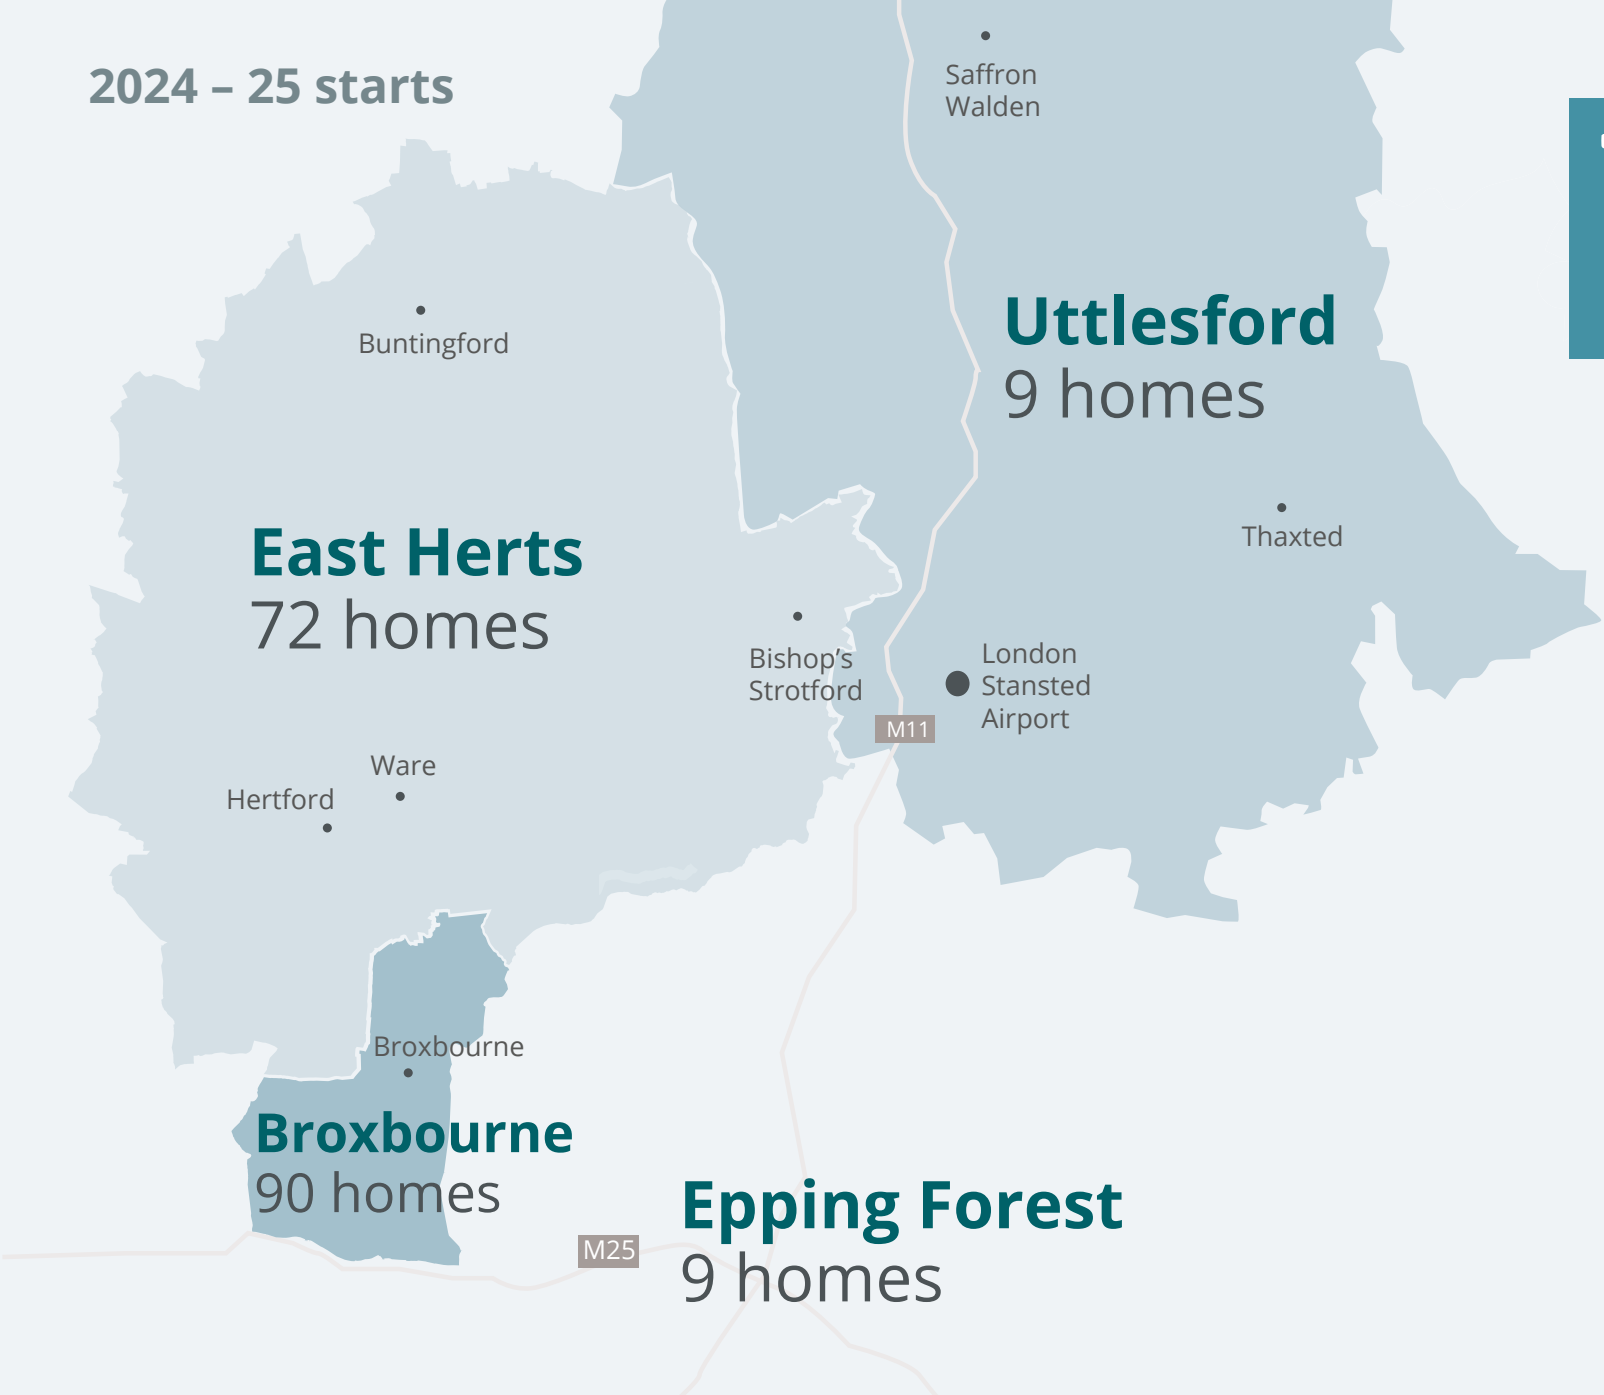 2024 – 25 starts
Saffron
Walden
Buntingford
Uttlesford
9 homes
Thaxted
East Herts
72 homes
Bishop’s
Strotford
London
Stansted
Airport
M11
Ware
Hertford
Broxbourne
Broxbourne
90 homes
Epping Forest
9 homes
M25